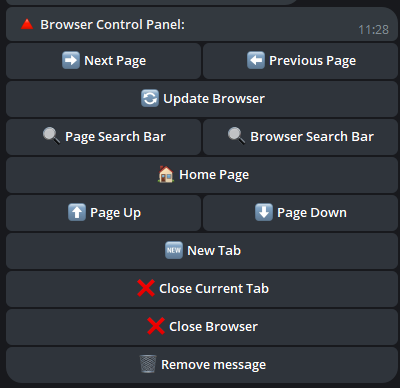 🔺 Browser Control Panel:
11:28
➡️ Next Page
⬅️ Previous Page
🔄 Update Browser
🔍 Page Search Bar
🔍 Browser Search Bar
🏠 Home Page
⬆️ Page Up
⬇️ Page Down
🆕 New Tab
❌ Close Current Tab
❌ Close Browser
🗑 Remove message